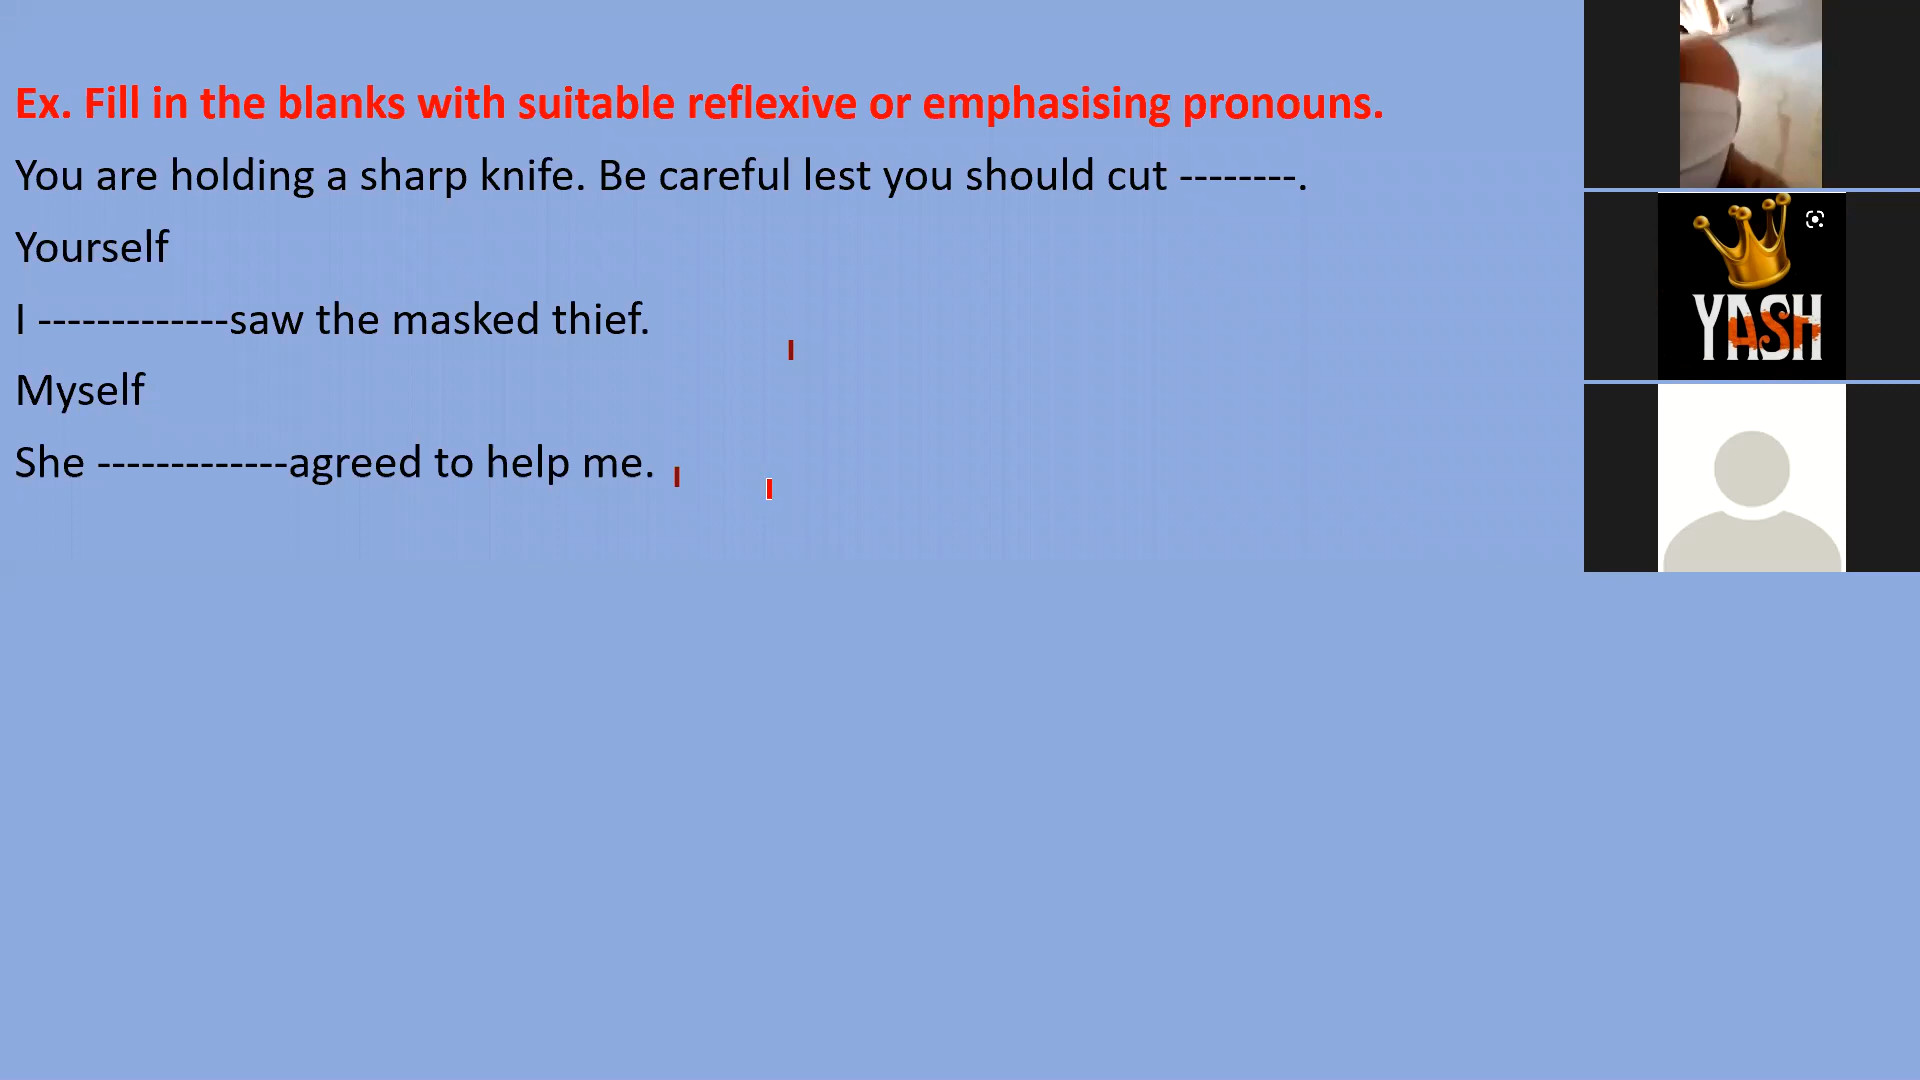 Ex. Fill in the blanks with suitable reflexive or emphasising pronouns.
You are holding a sharp knife. Be careful lest you should cut --------.
Yourself
I -------------saw the masked thief.
Myself
She -------------agreed to help me.
YASH